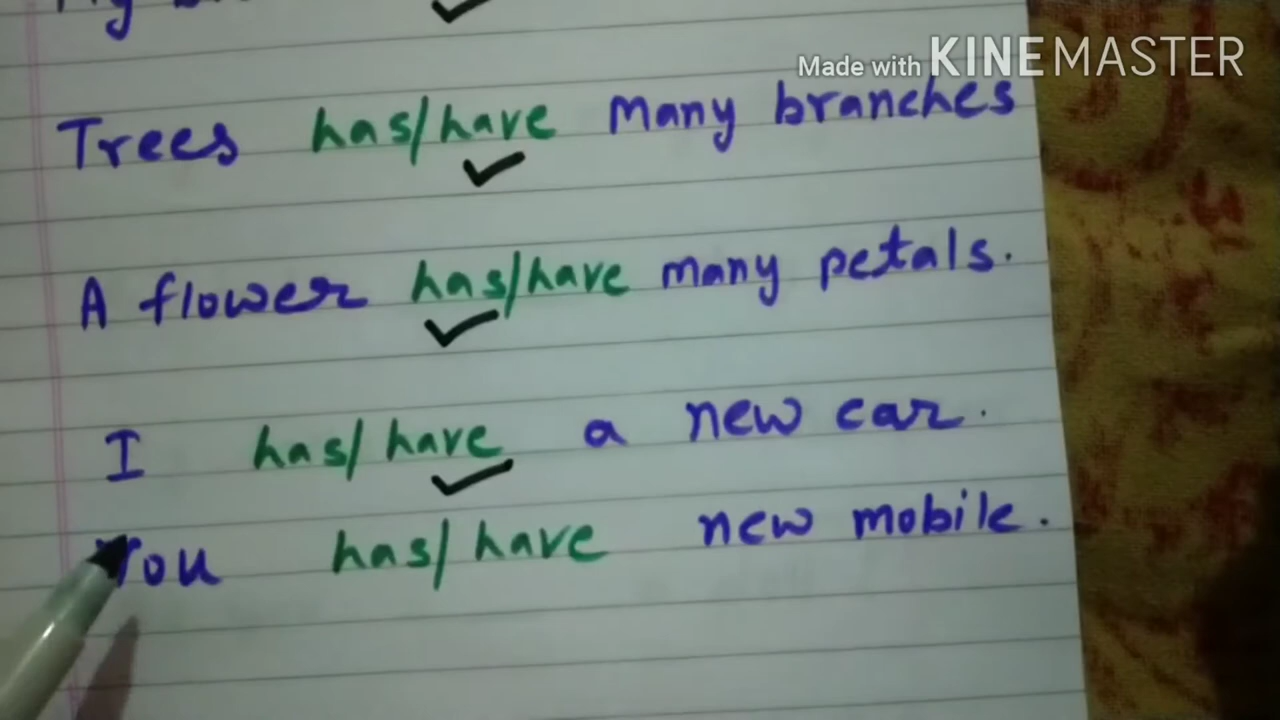 Made with KINEMASTER
Trees has/have many branches
A flower has/have many petals.
I has/have a new car.
You has/have new mobile.